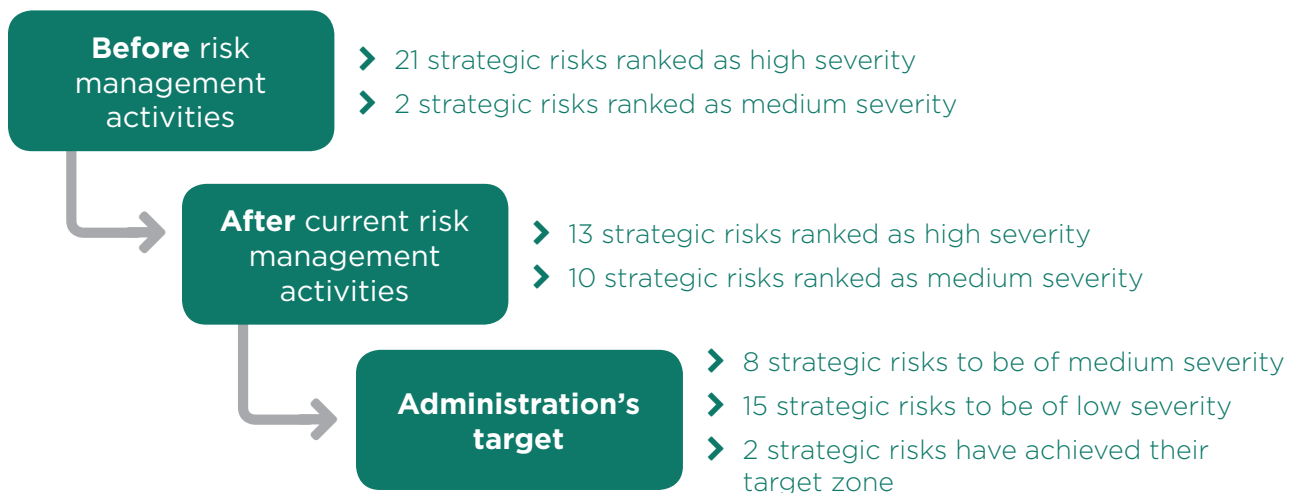 Before risk
management
activities
21 strategic risks ranked as high severity
2 strategic risks ranked as medium severity
After current risk
management
activities
13 strategic risks ranked as high severity
10 strategic risks ranked as medium severity
Administration's
target
8 strategic risks to be of medium severity
15 strategic risks to be of low severity
2 strategic risks have achieved their
target zone